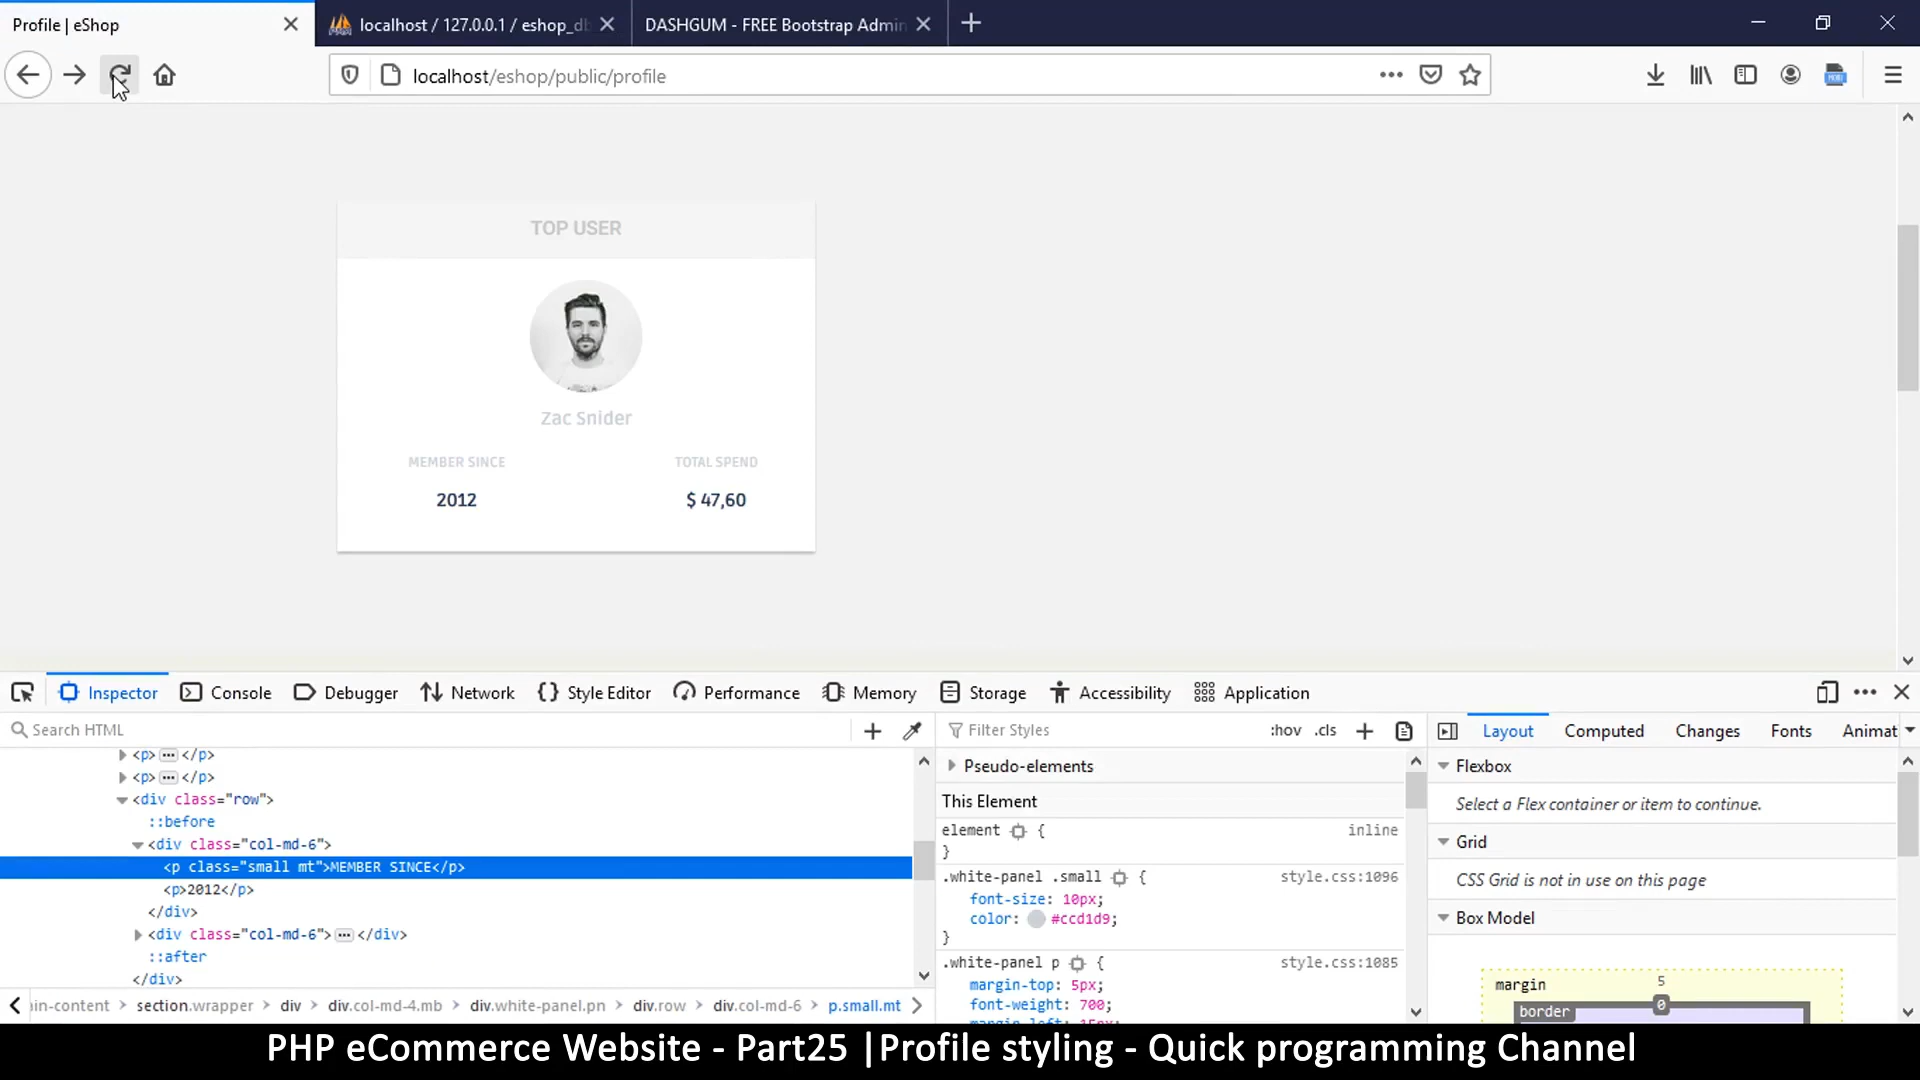 Profile | eShop
localhost / 127.0.0.1 / eshop_db
DASHGUM - FREE Bootstrap Admin
localhost/eshop/public/profile
TOP USER
Zac Snider
MEMBER SINCE
TOTAL SPEND
2012
$ 47,60
Inspector
Console
Debugger
Network
Style Editor
Performance
Memory
Storage
Accessibility
Application
Search HTML
Filter Styles
:hov .cls
Layout
Computed
Changes
Fonts
Animat
<p> ••• </p>
<p> ••• </p>
<div class="row">
::before
<div class="col-md-6">
<p class="small mt">MEMBER SINCE</p>
<p>2012</p>
</div>
<div class="col-md-6"> ••• </div>
::after
</div>
ain-content > section.wrapper > div > div.col-md-4.mb > div.white-panel.pn > div.row > div.col-md-6 > p.small.mt
Pseudo-elements
This Element
element {
inline
}
.white-panel .small {
style.css:1096
font-size: 10px;
color: #ccd1d9;
}
.white-panel p {
style.css:1085
margin-top: 5px;
font-weight: 700;
margin-left: 15px;
Flexbox
Select a Flex container or item to continue.
Grid
CSS Grid is not in use on this page
Box Model
margin
5
border
0
PHP eCommerce Website - Part25 |Profile styling - Quick programming Channel